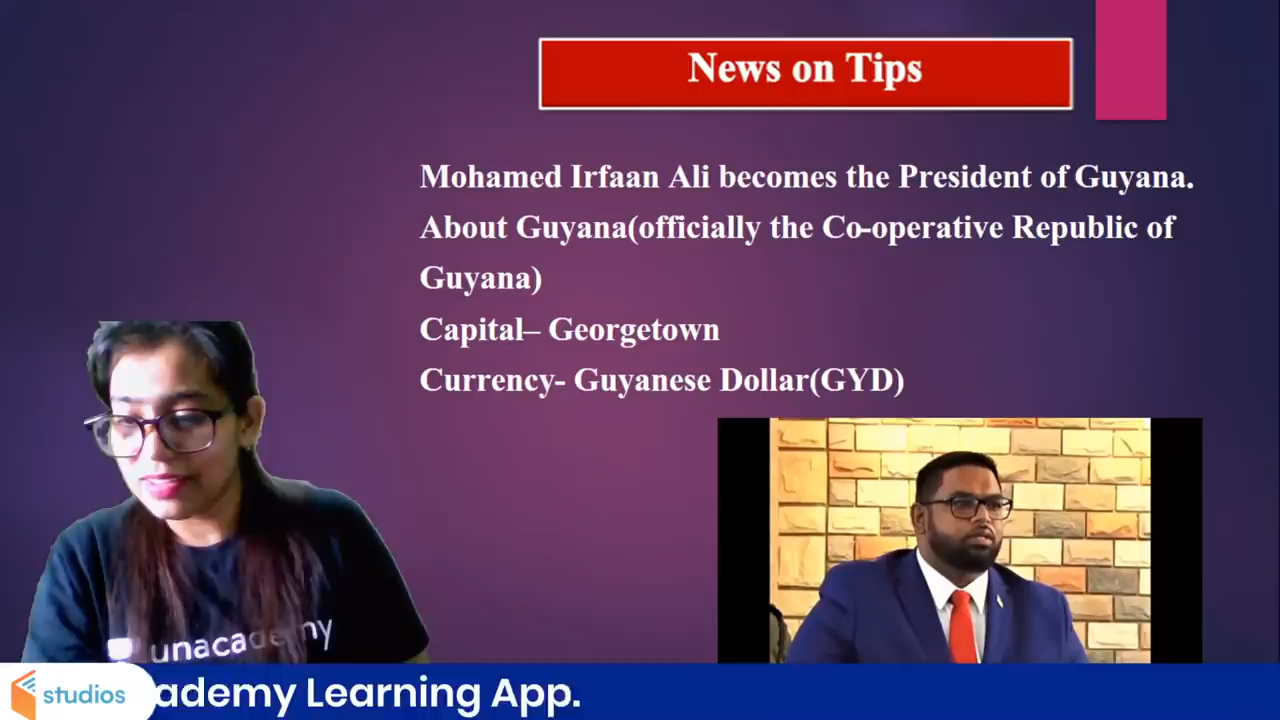 News on Tips
Mohamed Irfaan Ali becomes the President of Guyana.
About Guyana(officially the Co-operative Republic of
Guyana)
Capital– Georgetown
Currency- Guyanese Dollar(GYD)
unacademy
studios
ademy Learning App.